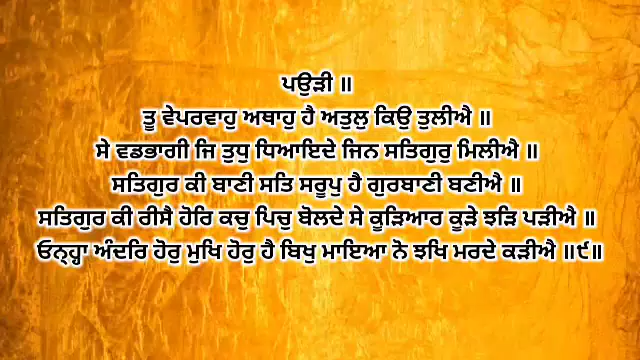 ਪਉੜੀ ॥
ਤੂ ਵੇਪਰਵਾਹੁ ਅਥਾਹੁ ਹੈ ਅਤੁਲੁ ਕਿਉ ਤੁਲੀਐ ॥
ਸੇ ਵਡਭਾਗੀ ਜਿ ਤੁਧੁ ਧਿਆਇਦੇ ਜਿਨ ਸਤਿਗੁਰੁ ਮਿਲੀਐ ॥
ਸਤਿਗੁਰ ਕੀ ਬਾਣੀ ਸਤਿ ਸਰੂਪੁ ਹੈ ਗੁਰਬਾਣੀ ਬਣੀਐ ॥
ਸਤਿਗੁਰ ਕੀ ਰੀਸੈ ਹੋਰਿ ਕਚੁ ਪਿਚੁ ਬੋਲਦੇ ਸੇ ਕੂੜਿਆਰ ਕੂੜੇ ਝੜਿ ਪੜੀਐ ॥
ਓਨ੍ਹ੍ਹਾ ਅੰਦਰਿ ਹੋਰੁ ਮੁਖਿ ਹੋਰੁ ਹੈ ਬਿਖੁ ਮਾਇਆ ਨੋ ਝਖਿ ਮਰਦੇ ਕੜੀਐ ॥੯॥